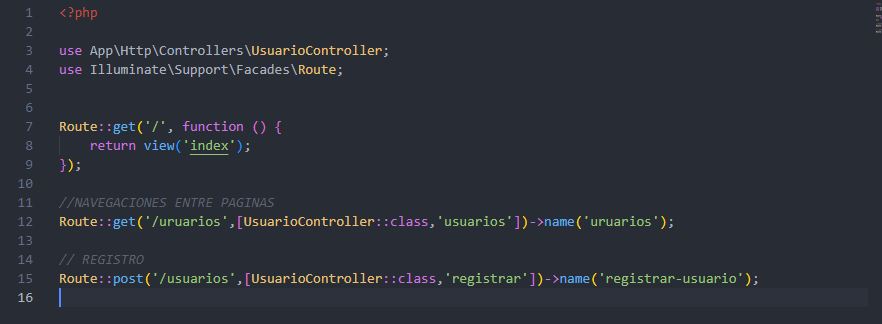 1 <?php
2
3 use App\Http\Controllers\UsuarioController;
4 use Illuminate\Support\Facades\Route;
5
6
7 Route::get('/', function () {
8     return view('index');
9 });
10
11 //NAVEGACIONES ENTRE PAGINAS
12 Route::get('/uruarios',[UsuarioController::class,'usuarios'])->name('uruarios');
13
14 // REGISTRO
15 Route::post('/usuarios',[UsuarioController::class,'registrar'])->name('registrar-usuario');
16